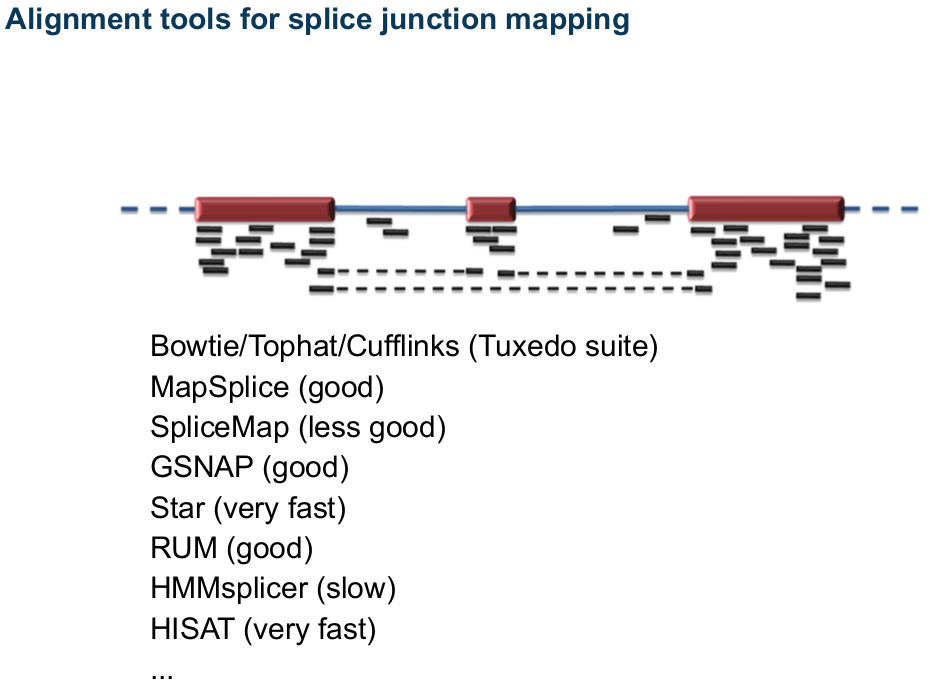 Alignment tools for splice junction mapping
Bowtie/Tophat/Cufflinks (Tuxedo suite)
MapSplice (good)
SpliceMap (less good)
GSNAP (good)
Star (very fast)
RUM (good)
HMMsplicer (slow)
HISAT (very fast)
...